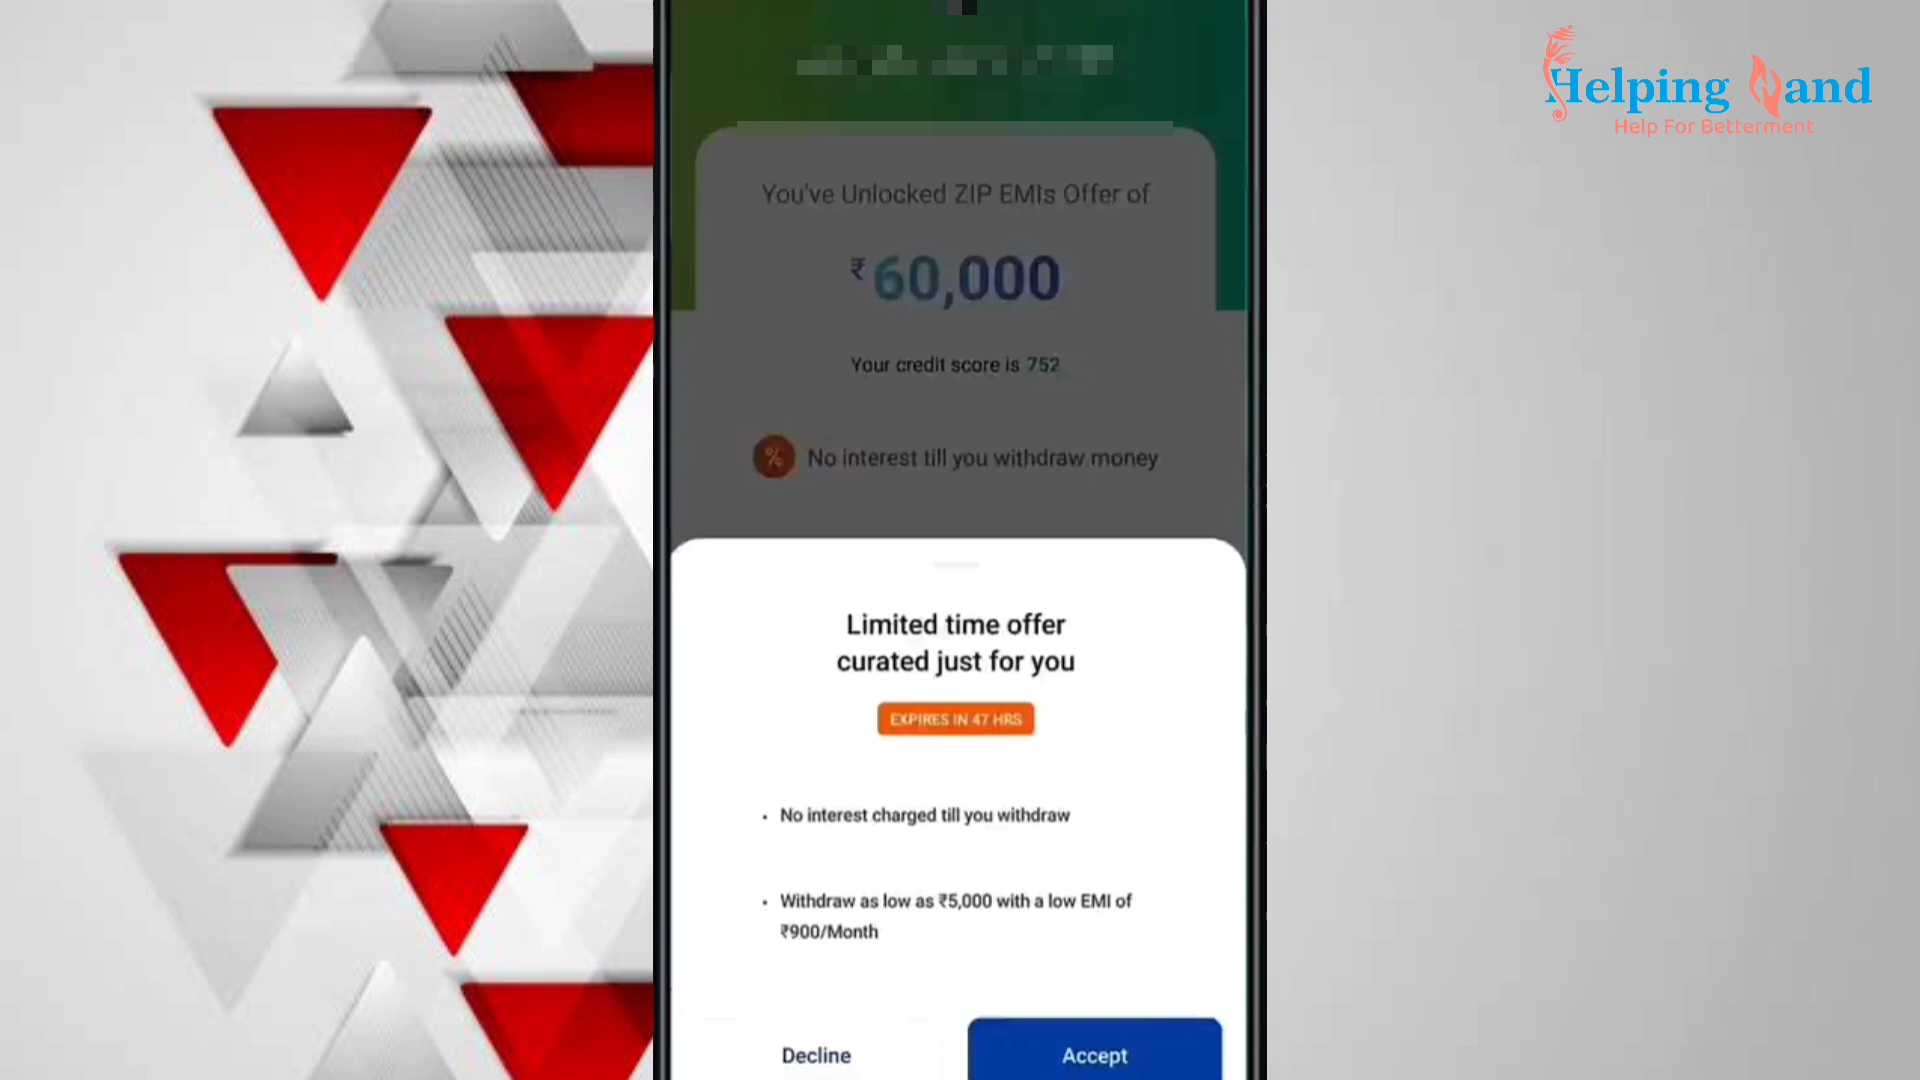 Helping Hand
Help For Betterment
You've Unlocked ZIP EMIs Offer of
₹60,000
Your credit score is 752
% No interest till you withdraw money
Limited time offer
curated just for you
EXPIRES IN 47 HRS
• No interest charged till you withdraw
• Withdraw as low as ₹5,000 with a low EMI of
₹900/Month
Decline
Accept